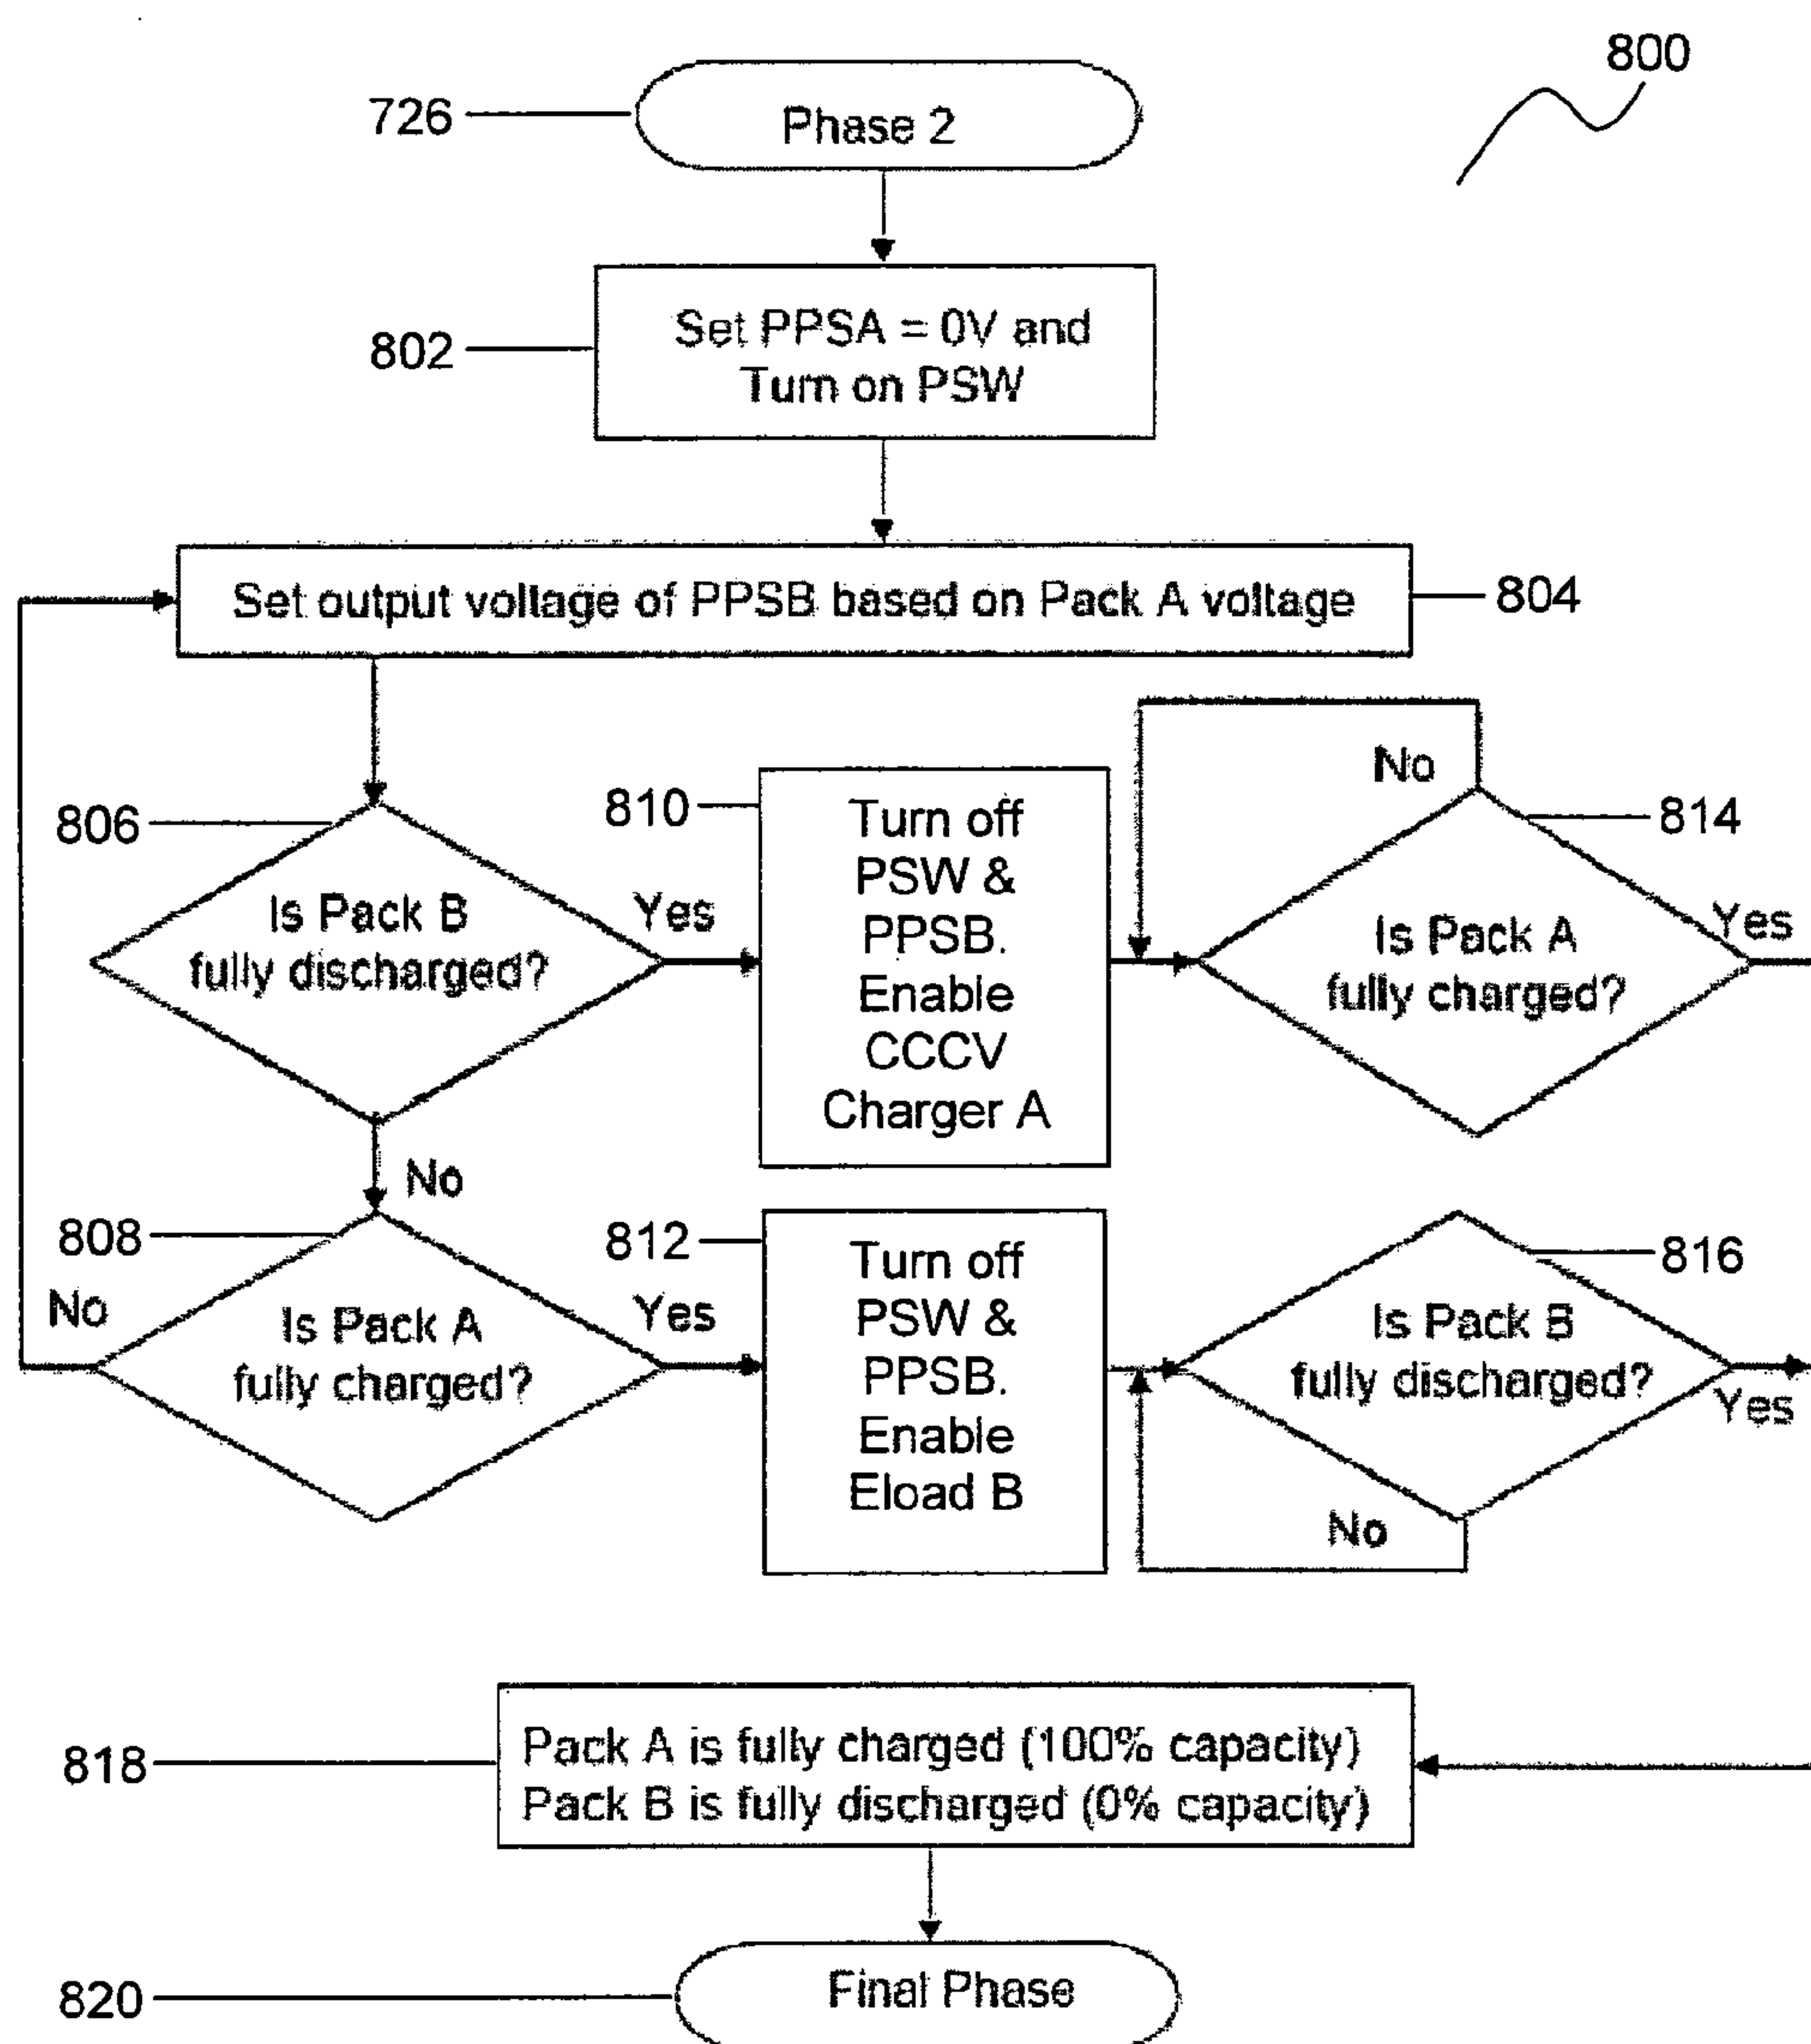 800
726
Phase 2
802
Set PPSA = 0V and
Turn on PSW
Set output voltage of PPSB based on Pack A voltage
804
806
Is Pack B
fully discharged?
Yes
810
Turn off
PSW &
PPSB.
Enable
CCCV
Charger A
No
814
Is Pack A
fully charged?
Yes
No
808
No
Is Pack A
fully charged?
Yes
812
Turn off
PSW &
PPSB.
Enable
Eload B
816
Is Pack B
fully discharged?
Yes
No
818
Pack A is fully charged (100% capacity)
Pack B is fully discharged (0% capacity)
820
Final Phase